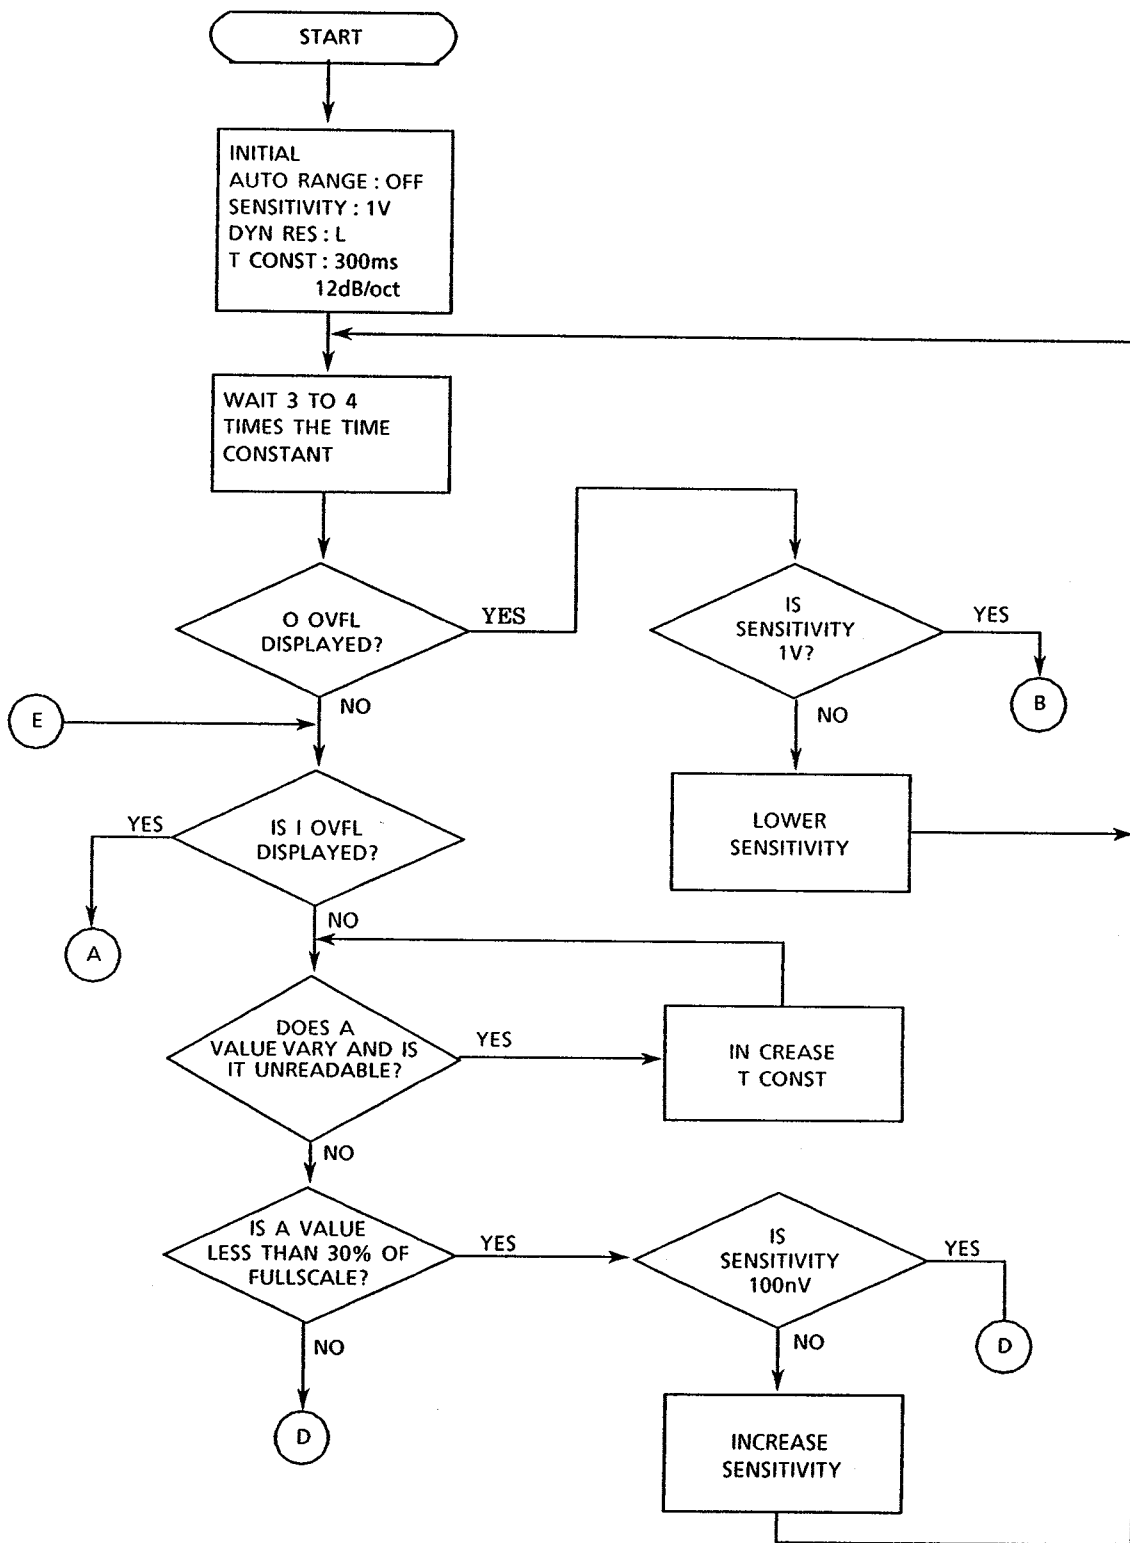 START
INITIAL
AUTO RANGE : OFF
SENSITIVITY : 1V
DYN RES : L
T CONST : 300ms
12dB/oct
WAIT 3 TO 4
TIMES THE TIME
CONSTANT
O OVFL
DISPLAYED?
YES
IS
SENSITIVITY
1V?
YES
B
NO
E
NO
LOWER
SENSITIVITY
IS I OVFL
DISPLAYED?
YES
A
NO
DOES A
VALUE VARY AND IS
IT UNREADABLE?
YES
IN CREASE
T CONST
NO
IS A VALUE
LESS THAN 30% OF
FULLSCALE?
YES
IS
SENSITIVITY
100nV
YES
D
NO
D
NO
INCREASE
SENSITIVITY